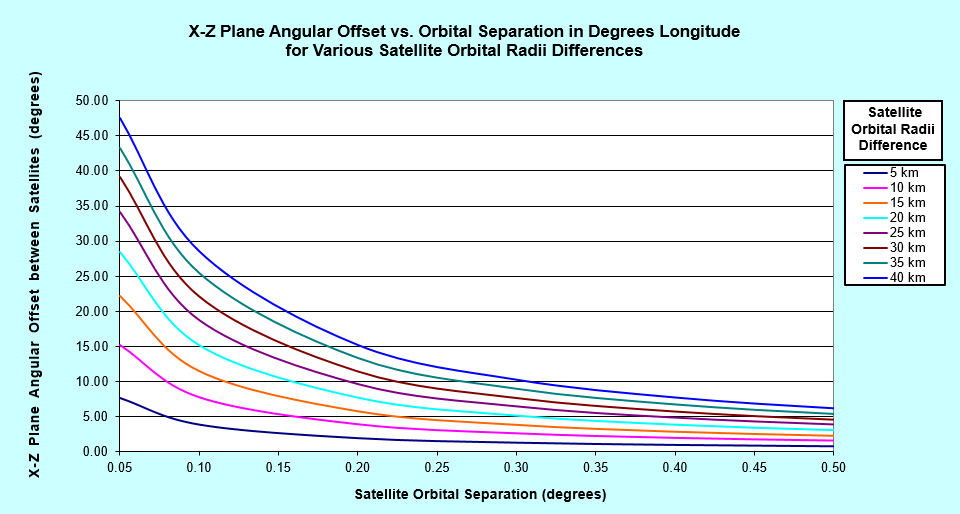 X-Z Plane Angular Offset vs. Orbital Separation in Degrees Longitude
for Various Satellite Orbital Radii Differences
X-Z Plane Angular Offset between Satellites (degrees)
50.00
45.00
40.00
35.00
30.00
25.00
20.00
15.00
10.00
5.00
0.00
0.05 0.10 0.15 0.20 0.25 0.30 0.35 0.40 0.45 0.50
Satellite Orbital Separation (degrees)
Satellite
Orbital Radii
Difference
5 km
10 km
15 km
20 km
25 km
30 km
35 km
40 km